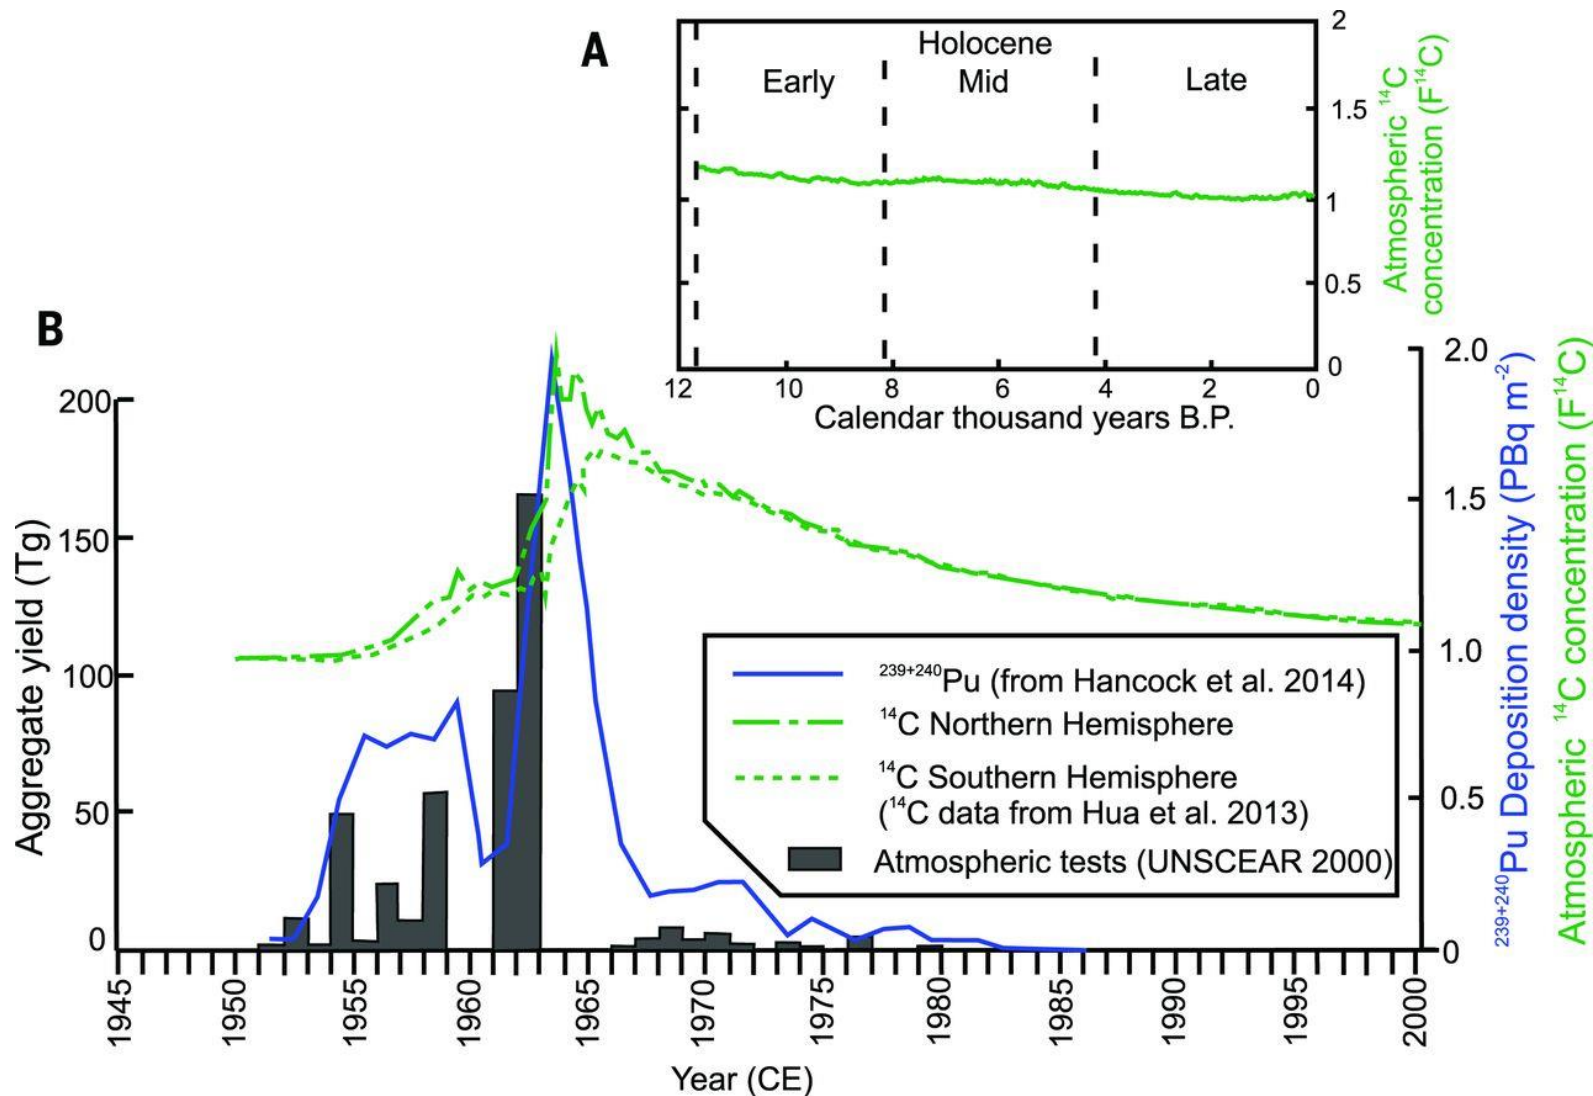 A
Holocene
Early
Mid
Late
2
1.5
1
0.5
0
Atmospheric ¹⁴C
concentration (F¹⁴C)
12
10
8
6
4
2
0
Calendar thousand years B.P.
B
200
150
100
50
0
Aggregate yield (Tg)
2.0
1.5
1.0
0.5
0
²³⁹⁺²⁴⁰Pu Deposition density (PBq m⁻²)
Atmospheric ¹⁴C concentration (F¹⁴C)
²³⁹⁺²⁴⁰Pu (from Hancock et al. 2014)
¹⁴C Northern Hemisphere
¹⁴C Southern Hemisphere
(¹⁴C data from Hua et al. 2013)
Atmospheric tests (UNSCEAR 2000)
1945
1950
1955
1960
1965
1970
1975
1980
1985
1990
1995
2000
Year (CE)